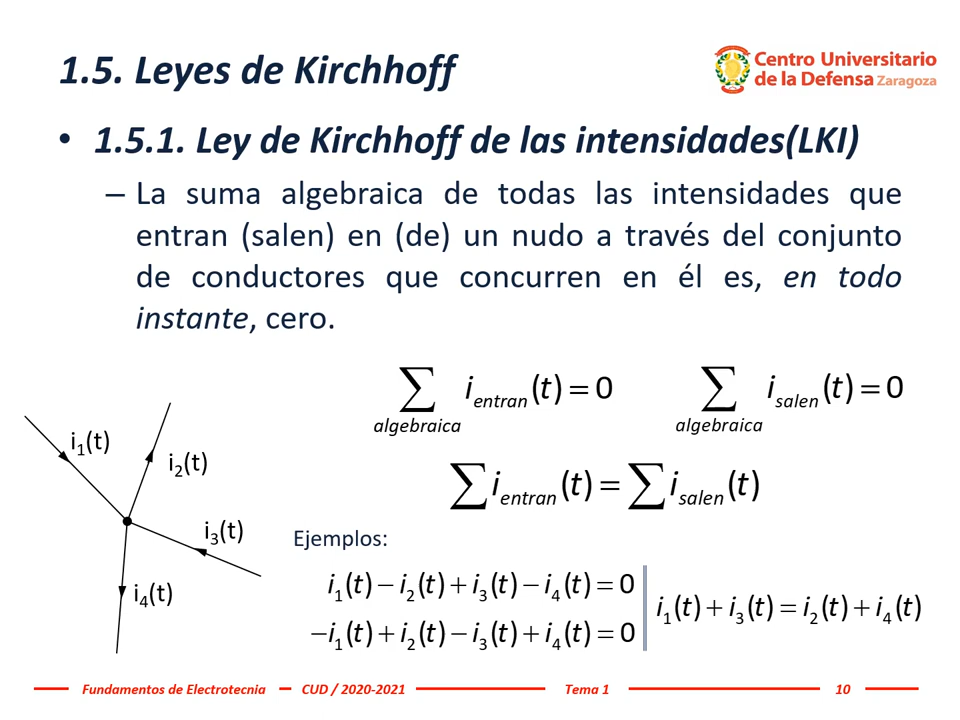 1.5. Leyes de Kirchhoff
Centro Universitario
de la Defensa Zaragoza
• 1.5.1. Ley de Kirchhoff de las intensidades(LKI)
– La suma algebraica de todas las intensidades que
entran (salen) en (de) un nudo a través del conjunto
de conductores que concurren en él es, en todo
instante, cero.
∑ i_entran(t) = 0
algebraica
∑ i_salen(t) = 0
algebraica
∑ i_entran(t) = ∑ i_salen(t)
i₁(t)
i₂(t)
i₃(t)
i₄(t)
Ejemplos:
i₁(t) − i₂(t) + i₃(t) − i₄(t) = 0
−i₁(t) + i₂(t) − i₃(t) + i₄(t) = 0
i₁(t) + i₃(t) = i₂(t) + i₄(t)
Fundamentos de Electrotecnia — CUD / 2020-2021 — Tema 1 — 10